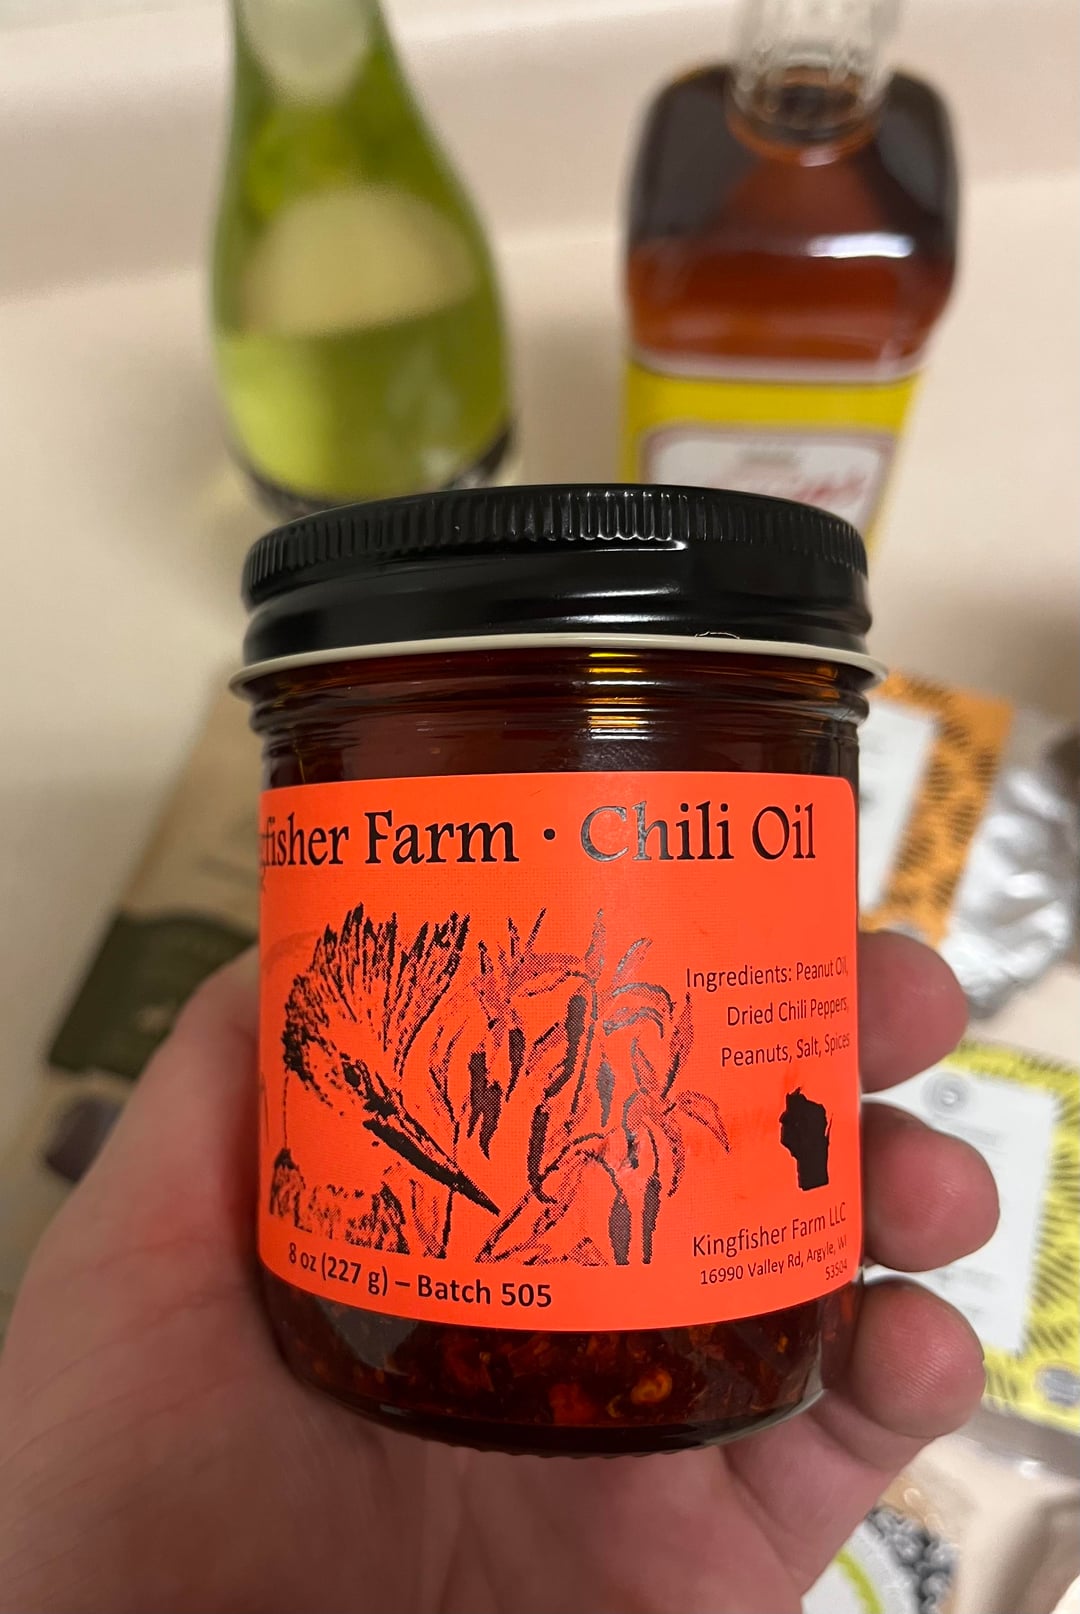 gfisher Farm · Chili Oil
Ingredients: Peanut Oil,
Dried Chili Peppers,
Peanuts, Salt, Spices
Kingfisher Farm LLC
16990 Valley Rd, Argyle, WI
53504
8 oz (227 g) – Batch 505